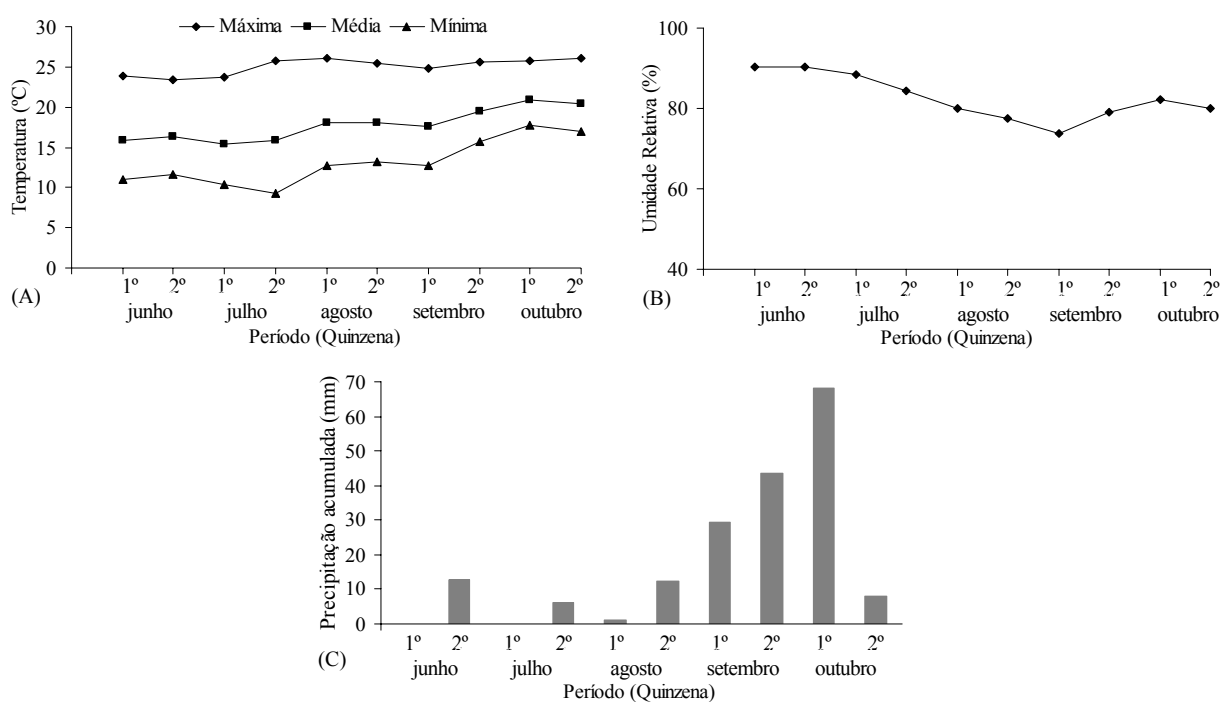 Máxima Média Mínima
Temperatura (ºC)
30
25
20
15
10
5
0
1º 2º 1º 2º 1º 2º 1º 2º 1º 2º
junho julho agosto setembro outubro
Período (Quinzena)
(A)
Umidade Relativa (%)
100
80
60
40
1º 2º 1º 2º 1º 2º 1º 2º 1º 2º
junho julho agosto setembro outubro
Período (Quinzena)
(B)
Precipitação acumulada (mm)
70
60
50
40
30
20
10
0
1º 2º 1º 2º 1º 2º 1º 2º 1º 2º
junho julho agosto setembro outubro
Período (Quinzena)
(C)